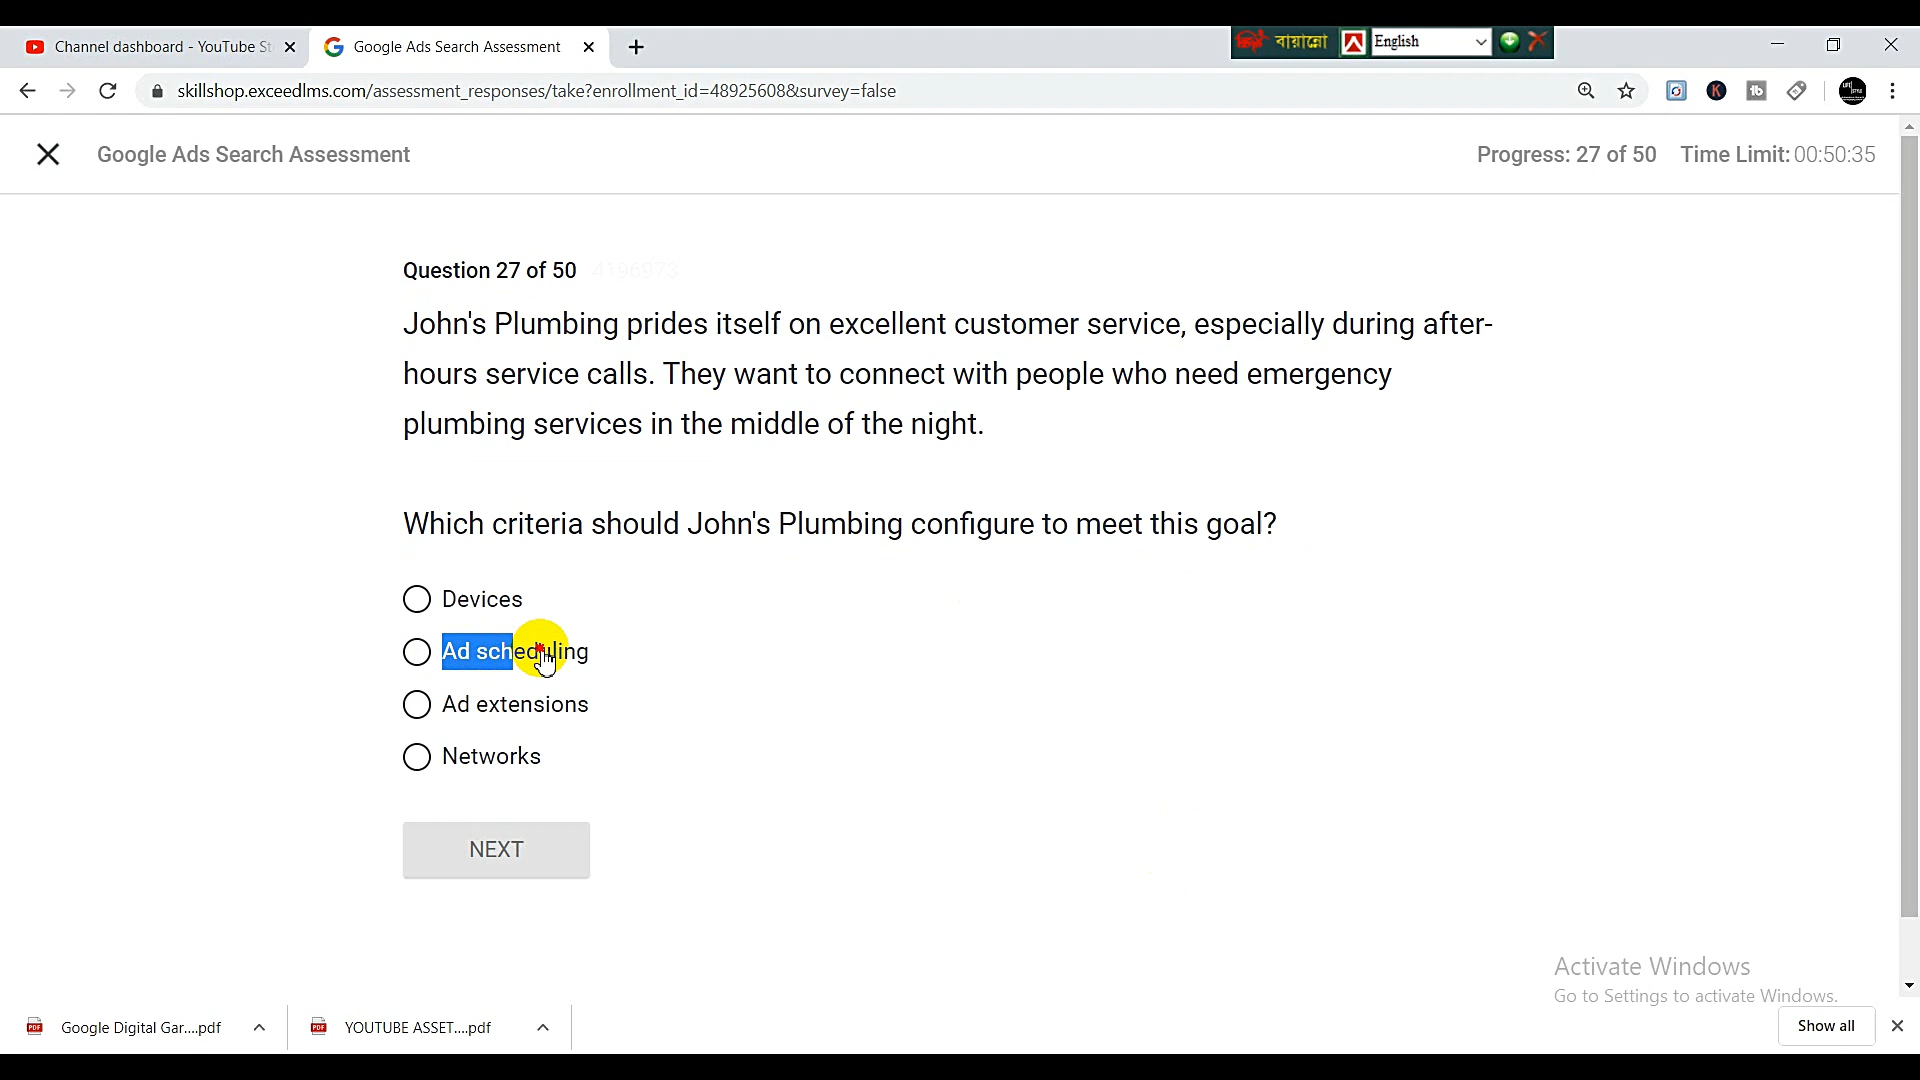 Channel dashboard - YouTube St
Google Ads Search Assessment
বায়ান্নো
English
skillshop.exceedlms.com/assessment_responses/take?enrollment_id=48925608&survey=false
Google Ads Search Assessment
Progress: 27 of 50 Time Limit: 00:50:35
Question 27 of 50 4196973
John's Plumbing prides itself on excellent customer service, especially during after-
hours service calls. They want to connect with people who need emergency
plumbing services in the middle of the night.
Which criteria should John's Plumbing configure to meet this goal?
Devices
Ad scheduling
Ad extensions
Networks
NEXT
Activate Windows
Go to Settings to activate Windows.
PDF Google Digital Gar....pdf
PDF YOUTUBE ASSET....pdf
Show all